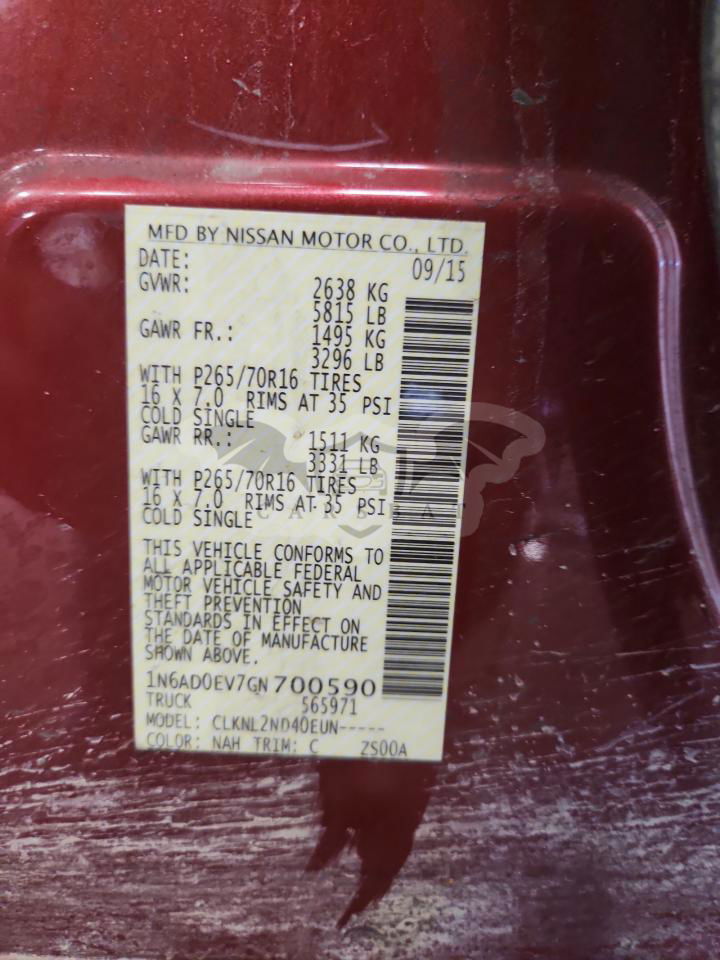 MFD BY NISSAN MOTOR CO., LTD.
DATE: 09/15
GVWR: 2638 KG
5815 LB
GAWR FR.: 1495 KG
3296 LB
WITH P265/70R16 TIRES
16 X 7.0 RIMS AT 35 PSI
COLD SINGLE
GAWR RR.: 1511 KG
3331 LB
WITH P265/70R16 TIRES
16 X 7.0 RIMS AT 35 PSI
COLD SINGLE
THIS VEHICLE CONFORMS TO
ALL APPLICABLE FEDERAL
MOTOR VEHICLE SAFETY AND
THEFT PREVENTION
STANDARDS IN EFFECT ON
THE DATE OF MANUFACTURE
SHOWN ABOVE.
1N6AD0EV7GN700590
TRUCK 565971
MODEL: CLKNL2ND40EUN-----
COLOR: NAH TRIM: C ZS00A